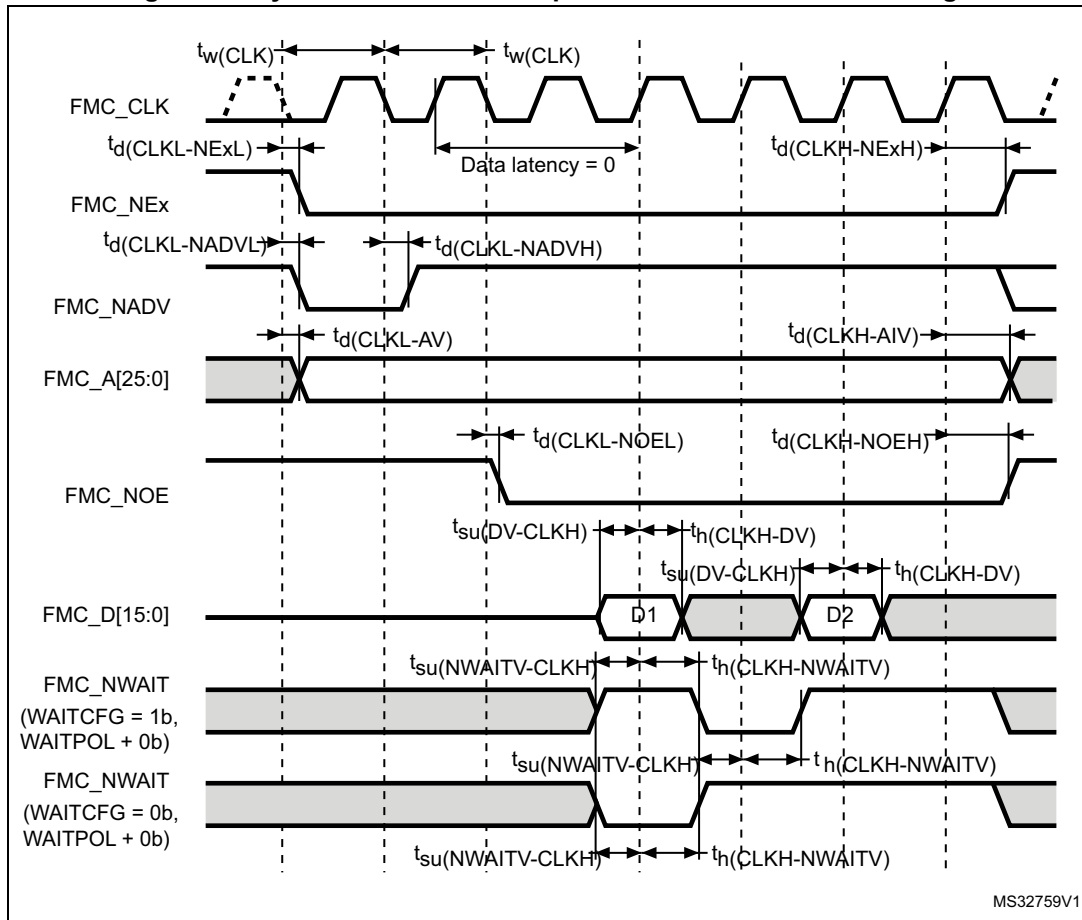 tw(CLK)
tw(CLK)
FMC_CLK
td(CLKL-NExL)
Data latency = 0
td(CLKH-NExH)
FMC_NEx
td(CLKL-NADVL)
td(CLKL-NADVH)
FMC_NADV
td(CLKL-AV)
td(CLKH-AIV)
FMC_A[25:0]
td(CLKL-NOEL)
td(CLKH-NOEH)
FMC_NOE
tsu(DV-CLKH)
th(CLKH-DV)
tsu(DV-CLKH)
th(CLKH-DV)
FMC_D[15:0]
D1
D2
tsu(NWAITV-CLKH)
th(CLKH-NWAITV)
FMC_NWAIT
(WAITCFG = 1b,
WAITPOL + 0b)
tsu(NWAITV-CLKH)
t h(CLKH-NWAITV)
FMC_NWAIT
(WAITCFG = 0b,
WAITPOL + 0b)
tsu(NWAITV-CLKH)
th(CLKH-NWAITV)
MS32759V1